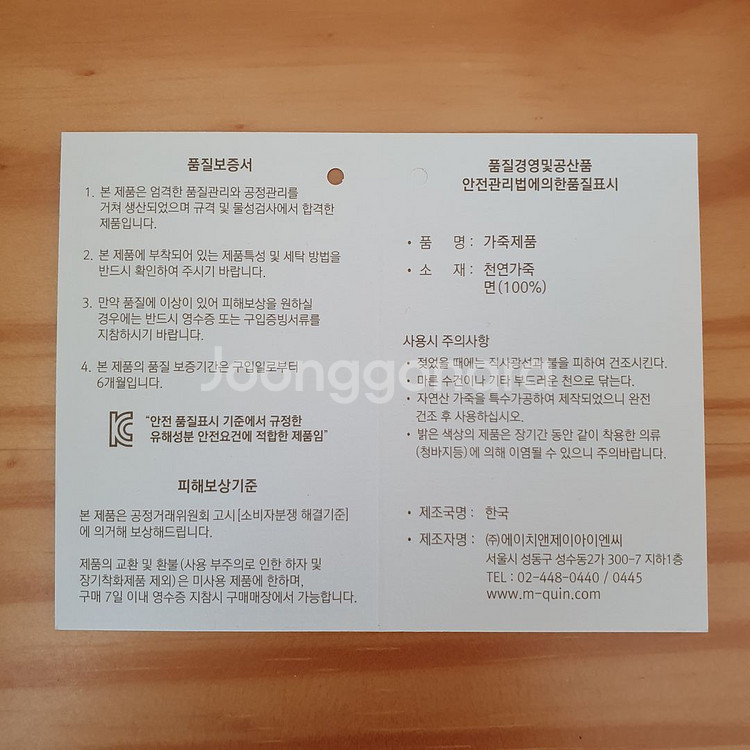 품질보증서
1. 본 제품은 엄격한 품질관리와 공정관리를
거쳐 생산되었으며 규격 및 물성검사에서 합격한
제품입니다.
2. 본 제품에 부착되어 있는 제품특성 및 세탁 방법을
반드시 확인하여 주시기 바랍니다.
3. 만약 품질에 이상이 있어 피해보상을 원하실
경우에는 반드시 영수증 또는 구입증빙서류를
지참하시기 바랍니다.
4. 본 제품의 품질 보증기간은 구입일로부터
6개월입니다.
"안전 품질표시 기준에서 규정한
유해성분 안전요건에 적합한 제품임"
피해보상기준
본 제품은 공정거래위원회 고시[소비자분쟁 해결기준]
에 의거해 보상해드립니다.
제품의 교환 및 환불(사용 부주의로 인한 하자 및
장기착화제품 제외)은 미사용 제품에 한하며,
구매 7일 이내 영수증 지참시 구매매장에서 가능합니다.
품질경영및공산품
안전관리법에의한품질표시
• 품 명 : 가죽제품
• 소 재 : 천연가죽
면(100%)
사용시 주의사항
• 젖었을 때에는 직사광선과 불을 피하여 건조시킨다.
• 마른 수건이나 기타 부드러운 천으로 닦는다.
• 자연산 가죽을 특수가공하여 제작되었으니 완전
건조 후 사용하십시오.
• 밝은 색상의 제품은 장기간 동안 같이 착용한 의류
(청바지등)에 의해 이염될 수 있으니 주의바랍니다.
• 제조국명 : 한국
• 제조자명 : ㈜에이치앤제이아이엔씨
서울시 성동구 성수동2가 300-7 지하1층
TEL : 02-448-0440 / 0445
www.m-quin.com
Joonggonara